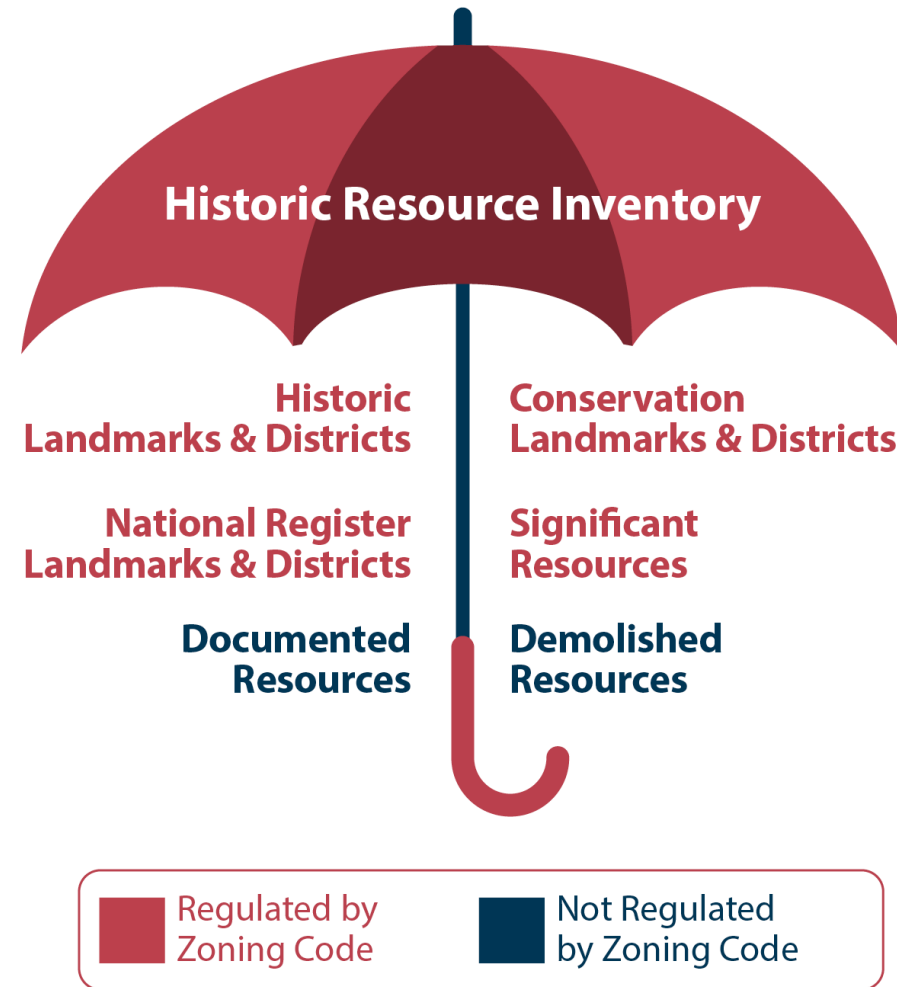 Historic Resource Inventory
Historic
Landmarks & Districts
Conservation
Landmarks & Districts
National Register
Landmarks & Districts
Significant
Resources
Documented
Resources
Demolished
Resources
Regulated by
Zoning Code
Not Regulated
by Zoning Code